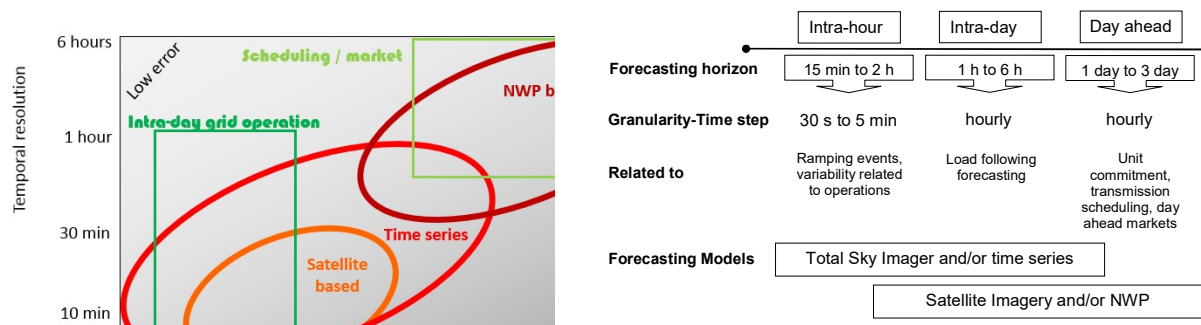 6 hours
Low error
Scheduling / market
NWP b
Intra-day grid operation
1 hour
Temporal resolution
30 min
Time series
Satellite
based
10 min
Intra-hour
Intra-day
Day ahead
Forecasting horizon
15 min to 2 h
1 h to 6 h
1 day to 3 day
Granularity-Time step
30 s to 5 min
hourly
hourly
Related to
Ramping events,
variability related
to operations
Load following
forecasting
Unit
commitment,
transmission
scheduling, day
ahead markets
Forecasting Models
Total Sky Imager and/or time series
Satellite Imagery and/or NWP